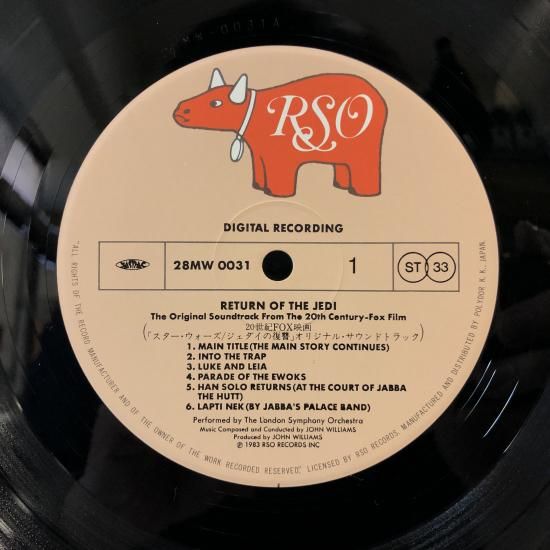 28MW-0031A
RSO
DIGITAL RECORDING
28MW 0031
1
ST
33
RETURN OF THE JEDI
The Original Soundtrack From The 20th Century-Fox Film
20世紀FOX映画
(「スター・ウォーズ/ジェダイの復讐」オリジナル・サウンドトラック)
1. MAIN TITLE (THE MAIN STORY CONTINUES)
2. INTO THE TRAP
3. LUKE AND LEIA
4. PARADE OF THE EWOKS
5. HAN SOLO RETURNS (AT THE COURT OF JABBA
THE HUTT)
6. LAPTI NEK (BY JABBA'S PALACE BAND)
Performed by The London Symphony Orchestra
Music Composed and Conducted by JOHN WILLIAMS
Produced by JOHN WILLIAMS
℗ 1983 RSO RECORDS INC
"ALL RIGHTS OF THE RECORD MANUFACTURER AND OF THE OWNER OF THE WORK RECORDED RESERVED." LICENSED BY RSO RECORDS. MANUFACTURED AND DISTRIBUTED BY POLYDOR K. K. JAPAN.